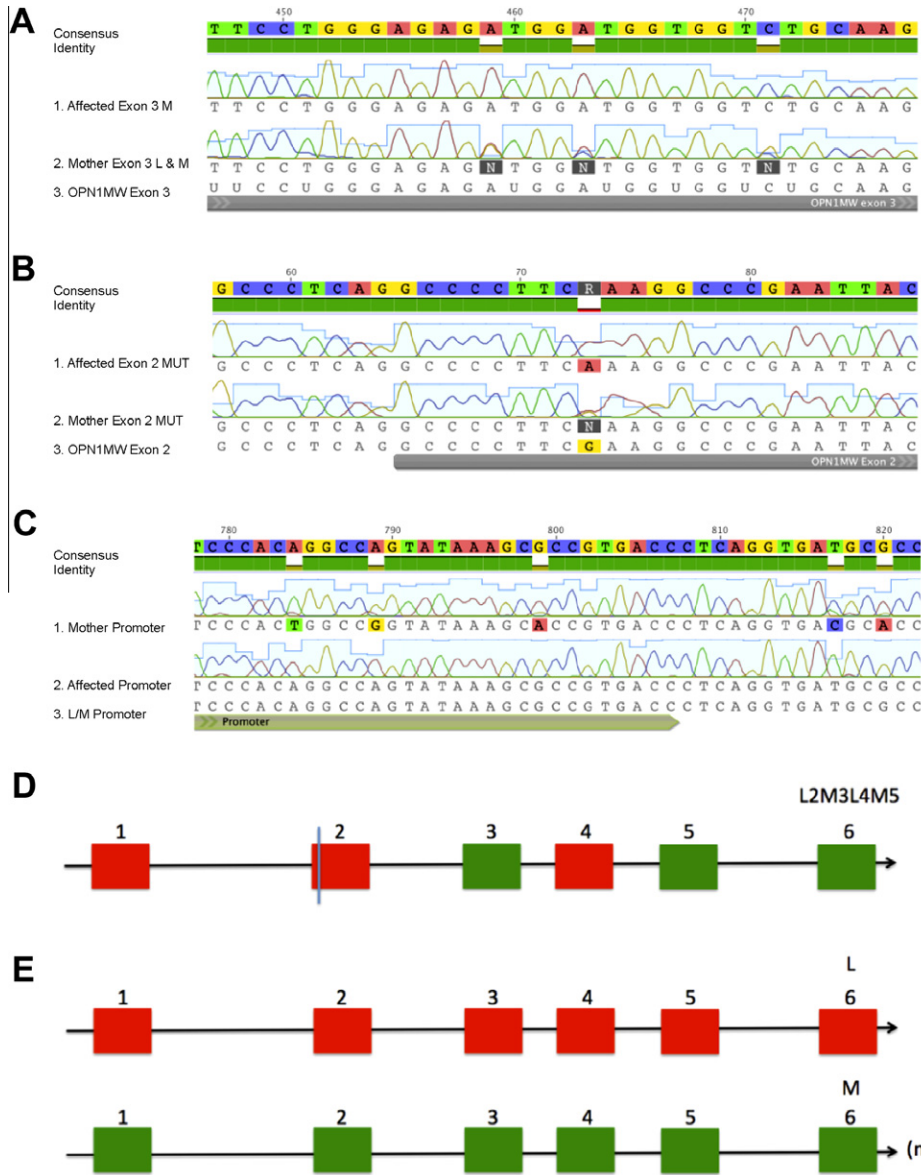 A
450 460 470
Consensus T T C C T G G G A G A G A T G G A T G G T G G T C T G C A A G
Identity
1. Affected Exon 3 M T T C C T G G G A G A G A T G G A T G G T G G T C T G C A A G
2. Mother Exon 3 L & M T T C C T G G G A G A G N T G G N T G G T G G T N T G C A A G
3. OPN1MW Exon 3 U U C C U G G G A G A G A U G G A U G G U G G U C U G C A A G
OPN1MW exon 3
B
60 70 80
Consensus G C C C T C A G G C C C C T T C R A A G G C C C G A A T T A C
Identity
1. Affected Exon 2 MUT G C C C T C A G G C C C C T T C A A A G G C C C G A A T T A C
2. Mother Exon 2 MUT G C C C T C A G G C C C C T T C N A A G G C C C G A A T T A C
3. OPN1MW Exon 2 G C C C T C A G G C C C C T T C G A A G G C C C G A A T T A C
OPN1MW Exon 2
C
780 790 800 810 820
Consensus T C C C A C A G G C C A G T A T A A A G C G C C G T G A C C C T C A G G T G A T G C G C C
Identity
1. Mother Promoter T C C C A C T G G C C G G T A T A A A G C A C C G T G A C C C T C A G G T G A C G C A C C
2. Affected Promoter T C C C A C A G G C C A G T A T A A A G C G C C G T G A C C C T C A G G T G A T G C G C C
3. L/M Promoter T C C C A C A G G C C A G T A T A A A G C G C C G T G A C C C T C A G G T G A T G C G C C
Promoter
D
L2M3L4M5
1 2 3 4 5 6
E
L
1 2 3 4 5 6
M
1 2 3 4 5 6
(n